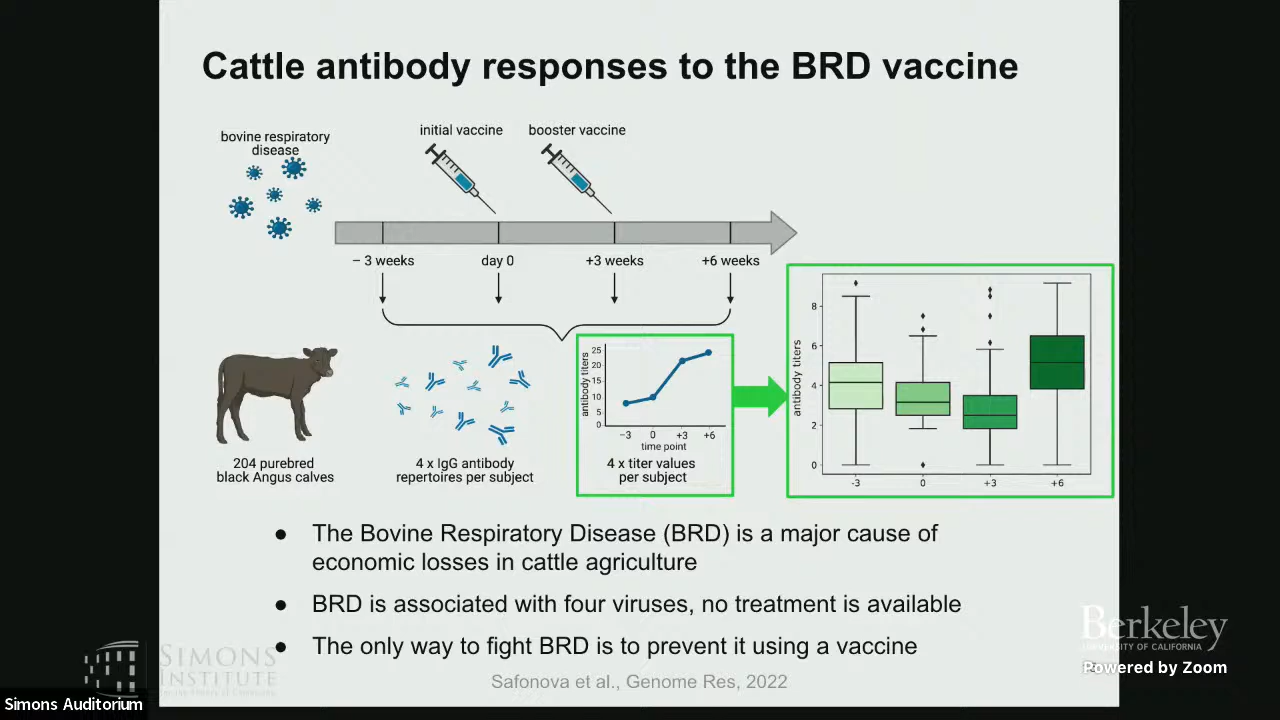 Cattle antibody responses to the BRD vaccine
bovine respiratory
disease
initial vaccine
booster vaccine
− 3 weeks
day 0
+3 weeks
+6 weeks
204 purebred
black Angus calves
4 x IgG antibody
repertoires per subject
antibody titers
25
20
15
10
5
0
−3
0
+3
+6
time point
4 x titer values
per subject
antibody titers
8
6
4
2
0
-3
0
+3
+6
● The Bovine Respiratory Disease (BRD) is a major cause of
economic losses in cattle agriculture
● BRD is associated with four viruses, no treatment is available
● The only way to fight BRD is to prevent it using a vaccine
Safonova et al., Genome Res, 2022
SIMONS
INSTITUTE
Berkeley
UNIVERSITY OF CALIFORNIA
Powered by Zoom
Simons Auditorium